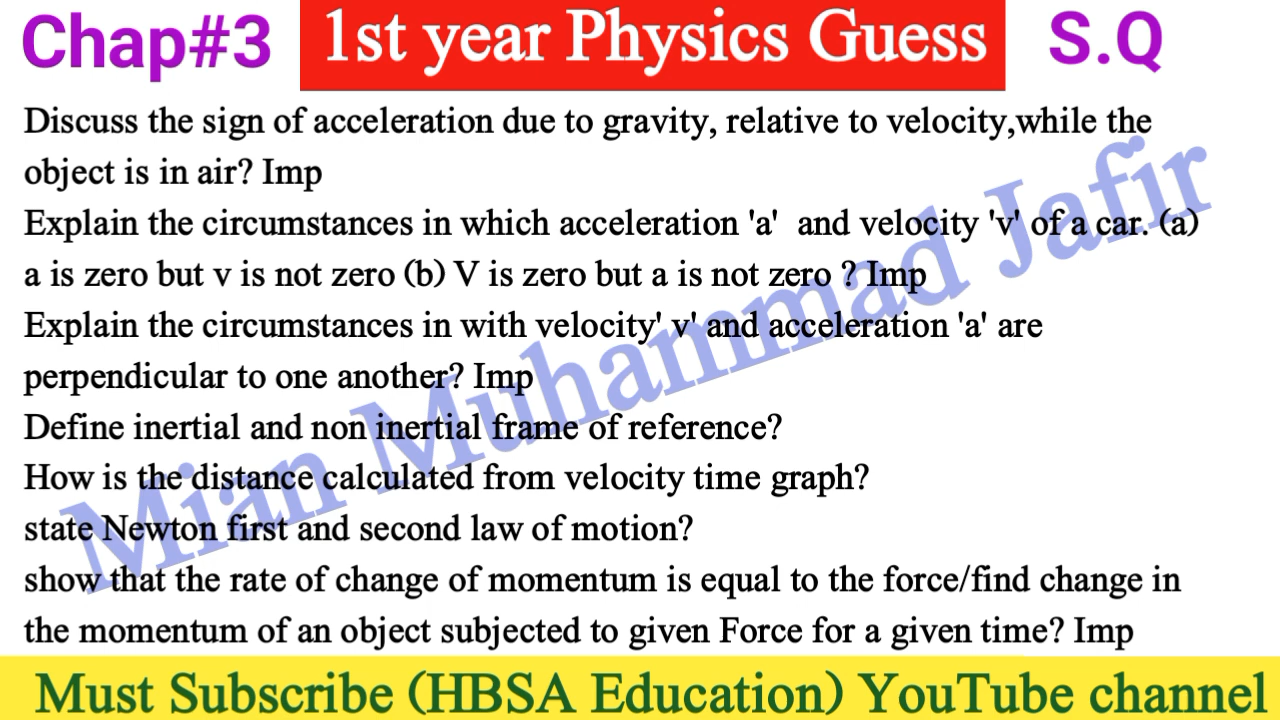 Chap#3 1st year Physics Guess S.Q
Discuss the sign of acceleration due to gravity, relative to velocity,while the
object is in air? Imp
Explain the circumstances in which acceleration 'a'  and velocity 'v' of a car. (a)
a is zero but v is not zero (b) V is zero but a is not zero ? Imp
Explain the circumstances in with velocity' v' and acceleration 'a' are
perpendicular to one another? Imp
Define inertial and non inertial frame of reference?
How is the distance calculated from velocity time graph?
state Newton first and second law of motion?
show that the rate of change of momentum is equal to the force/find change in
the momentum of an object subjected to given Force for a given time? Imp
Mian Muhammad Jafir
Must Subscribe (HBSA Education) YouTube channel